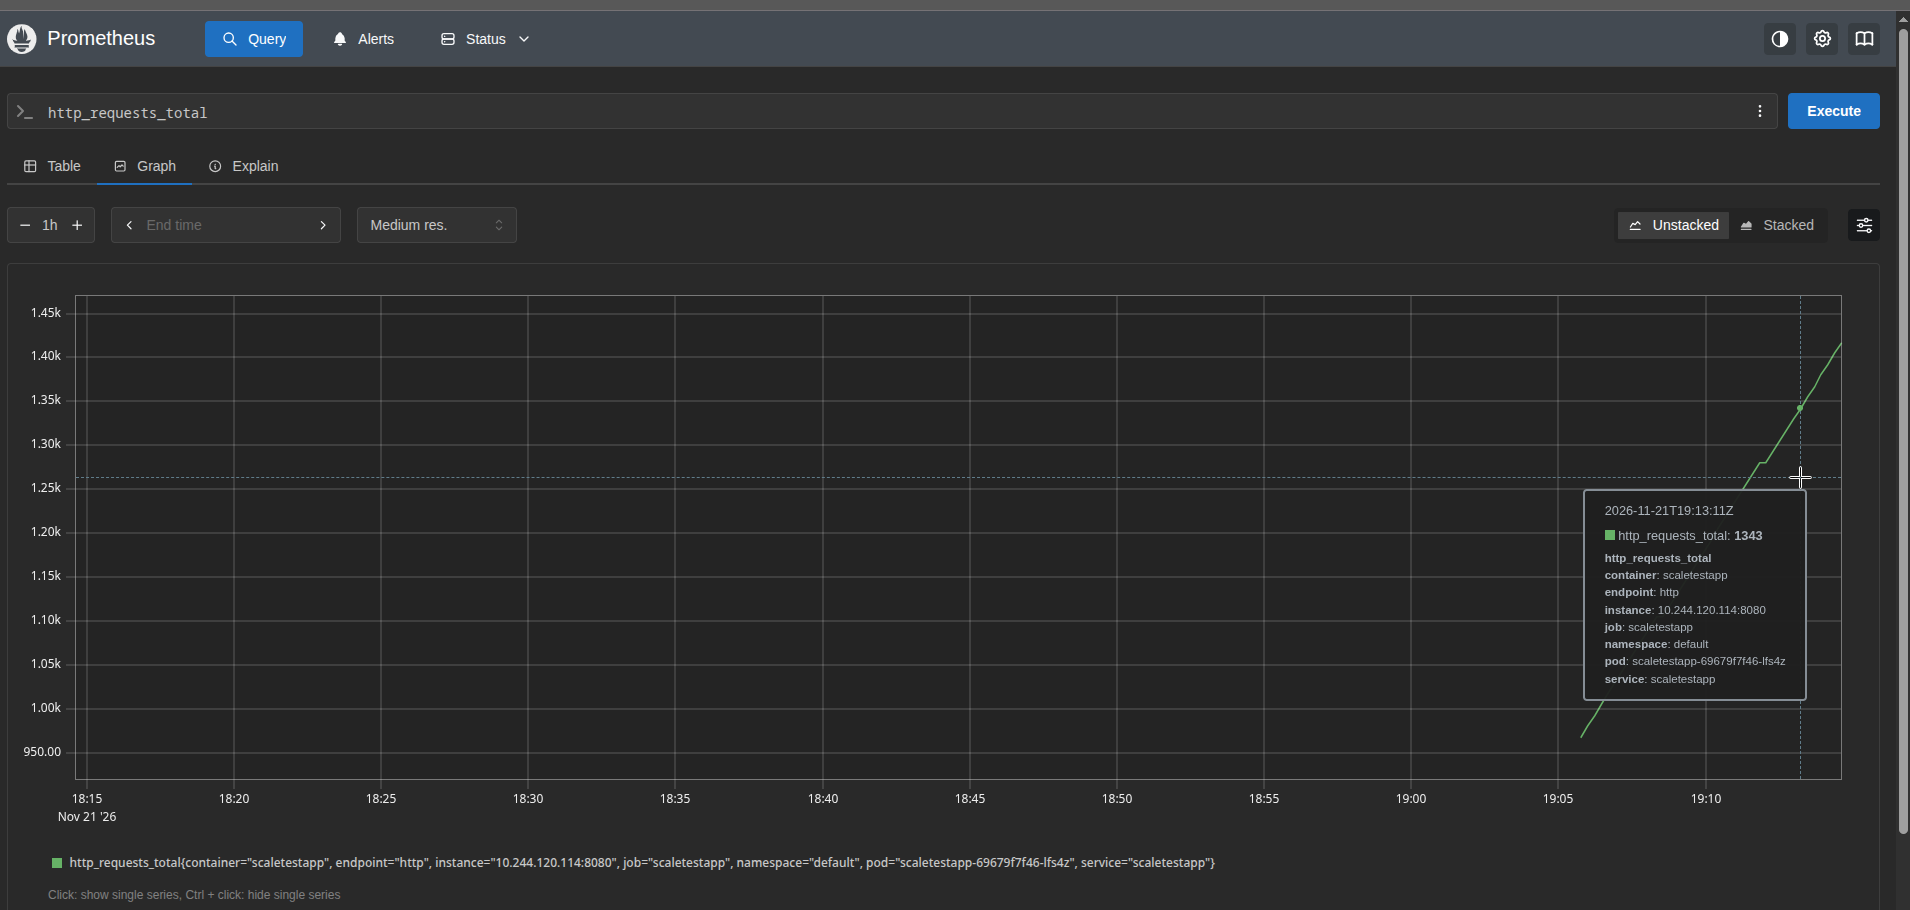 Prometheus
Query
Alerts
Status
http_requests_total
Execute
Table
Graph
Explain
1h
End time
Medium res.
Unstacked
Stacked
1.45k
1.40k
1.35k
1.30k
1.25k
1.20k
1.15k
1.10k
1.05k
1.00k
950.00
2026-11-21T19:13:11Z
http_requests_total: 1343
http_requests_total
container: scaletestapp
endpoint: http
instance: 10.244.120.114:8080
job: scaletestapp
namespace: default
pod: scaletestapp-69679f7f46-lfs4z
service: scaletestapp
18:15 18:20 18:25 18:30 18:35 18:40 18:45 18:50 18:55 19:00 19:05 19:10
Nov 21 '26
http_requests_total{container="scaletestapp", endpoint="http", instance="10.244.120.114:8080", job="scaletestapp", namespace="default", pod="scaletestapp-69679f7f46-lfs4z", service="scaletestapp"}
Click: show single series, Ctrl + click: hide single series